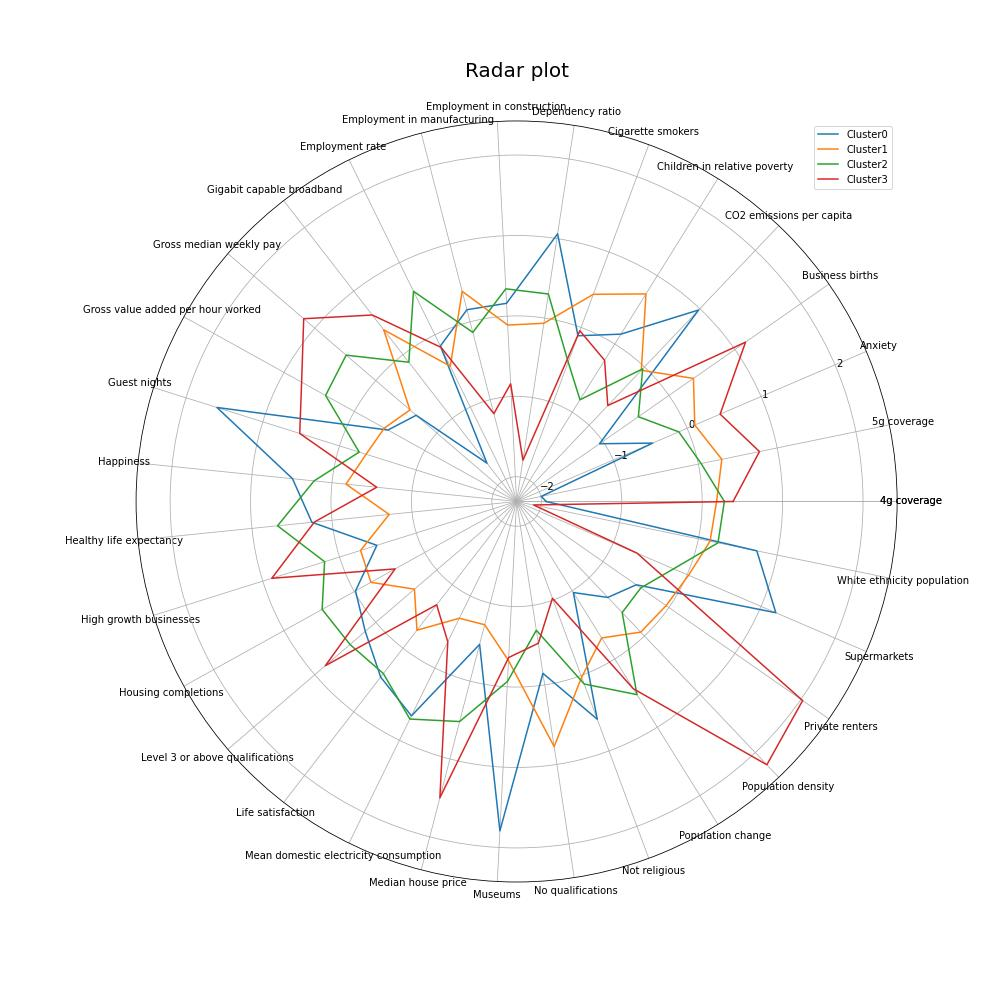 Radar plot
Employment in construction
Dependency ratio
Employment in manufacturing
Cigarette smokers
Employment rate
Children in relative poverty
Gigabit capable broadband
CO2 emissions per capita
Gross median weekly pay
Business births
Gross value added per hour worked
Anxiety
Guest nights
5g coverage
Happiness
4g coverage
Healthy life expectancy
White ethnicity population
High growth businesses
Supermarkets
Housing completions
Private renters
Level 3 or above qualifications
Population density
Life satisfaction
Population change
Mean domestic electricity consumption
Not religious
Median house price
No qualifications
Museums
2
1
0
−1
−2
Cluster0
Cluster1
Cluster2
Cluster3